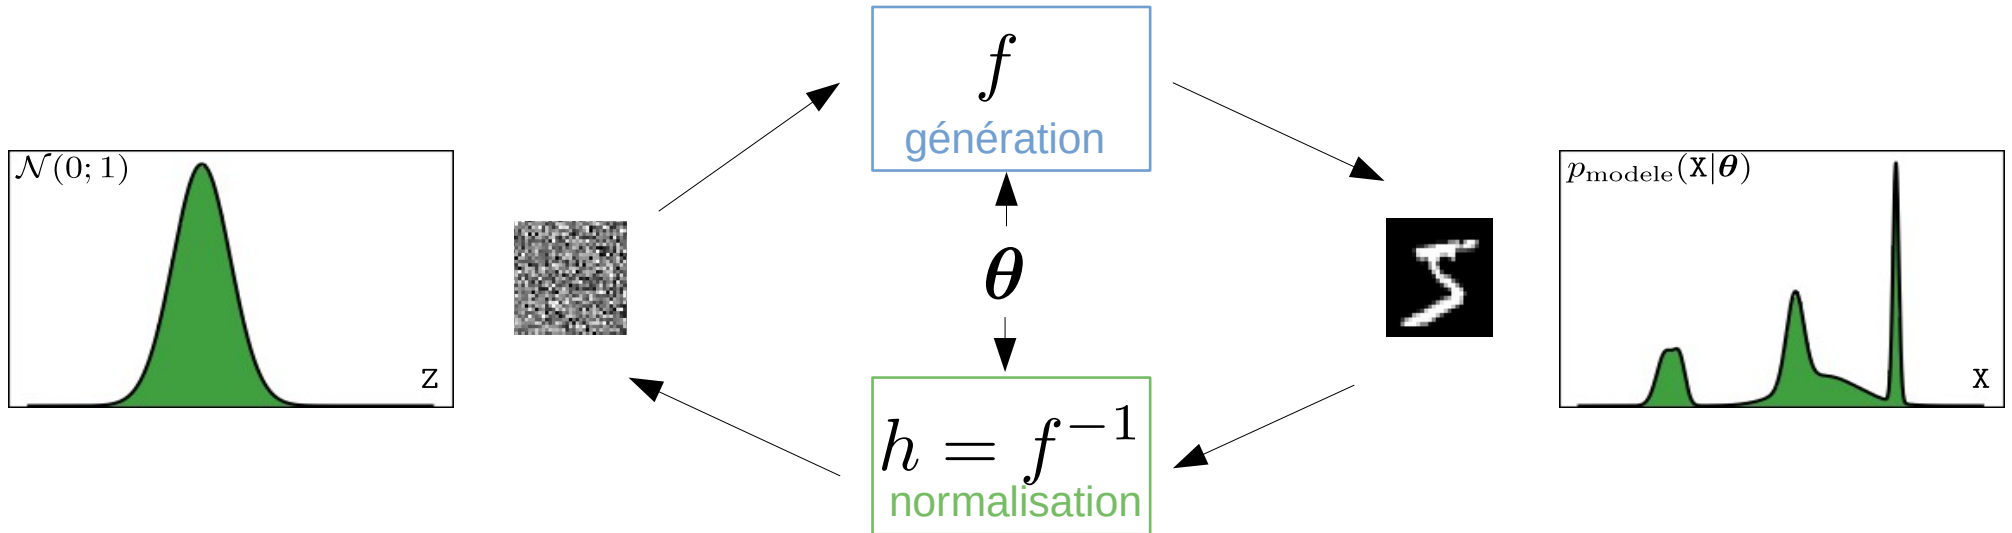 𝒩(0; 1)
z
f
génération
θ
h = f⁻¹
normalisation
p_modele(x|θ)
x